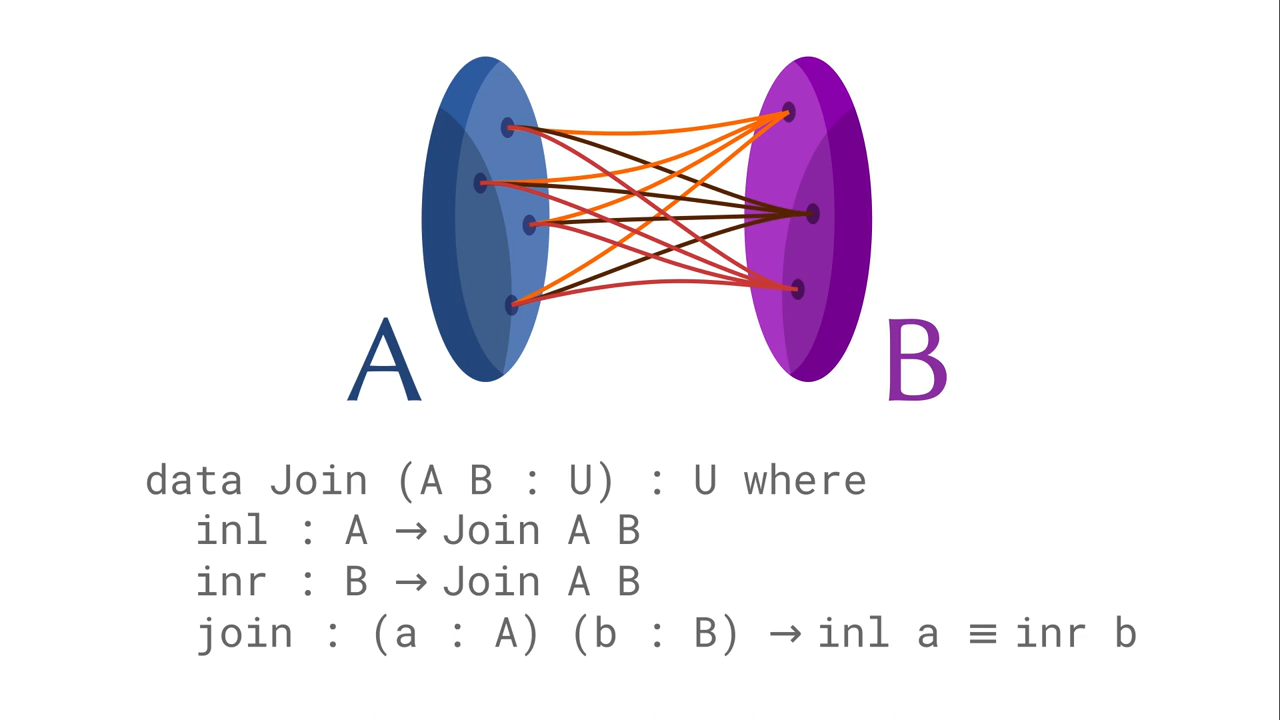 A
B
data Join (A B : U) : U where
inl : A → Join A B
inr : B → Join A B
join : (a : A) (b : B) → inl a ≡ inr b